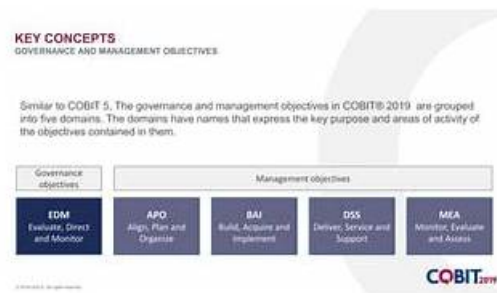 KEY CONCEPTS
GOVERNANCE AND MANAGEMENT OBJECTIVES
Similar to COBIT 5, The governance and management objectives in COBIT® 2019 are grouped
into five domains. The domains have names that express the key purpose and areas of activity of
the objectives contained in them.
Governance
objectives
Management objectives
EDM
Evaluate, Direct
and Monitor
APO
Align, Plan and
Organize
BAI
Build, Acquire and
Implement
DSS
Deliver, Service and
Support
MEA
Monitor, Evaluate
and Assess
COBIT 2019